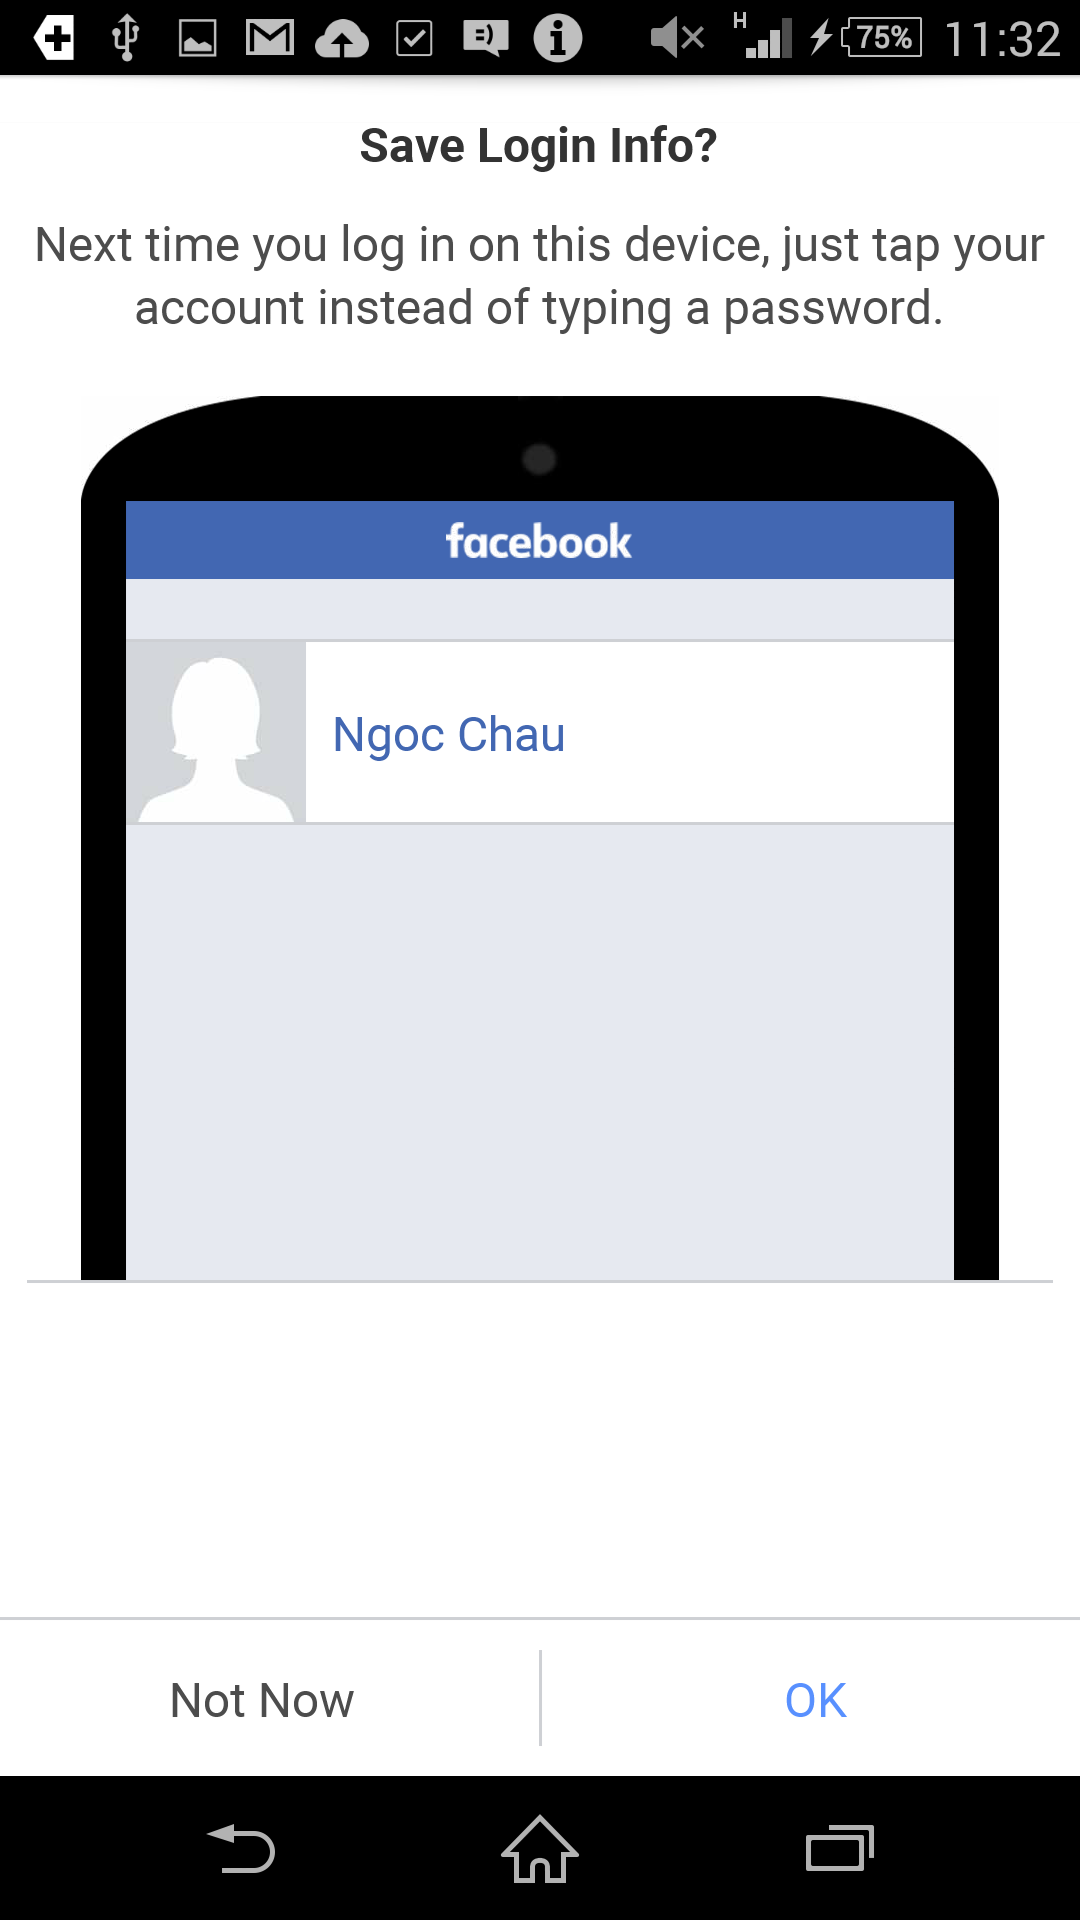 H 75% 11:32
Save Login Info?
Next time you log in on this device, just tap your
account instead of typing a password.
facebook
Ngoc Chau
Not Now
OK